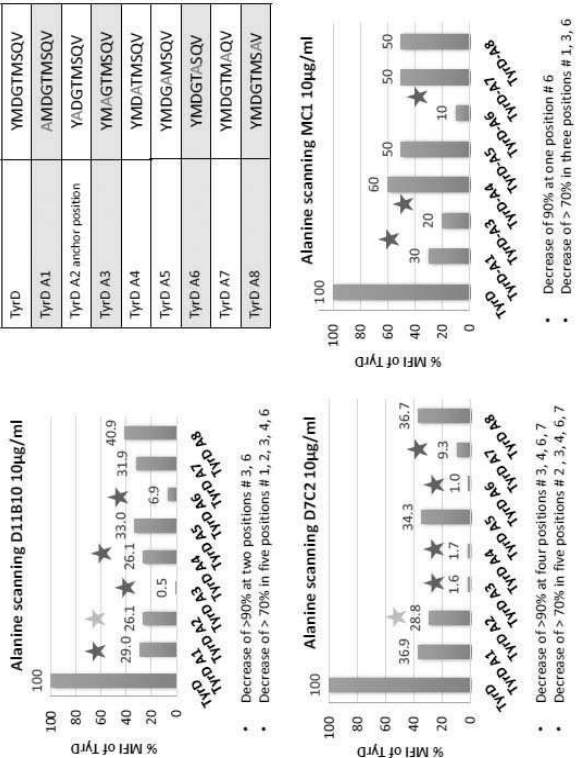 TyrD YMDGTMSQV
TyrD A1 AMDGTMSQV
TyrD A2 anchor position YADGTMSQV
TyrD A3 YMAGTMSQV
TyrD A4 YMDATMSQV
TyrD A5 YMDGAMSQV
TyrD A6 YMDGTASQV
TyrD A7 YMDGTMAQV
TyrD A8 YMDGTMSAV
Alanine scanning D11B10 10µg/ml
% MFI of TyrD
100
80
60
40
20
0
100
29.0
26.1
0.5
26.1
33.0
6.9
31.9
40.9
TyrD
TyrD A1
TyrD A2
TyrD A3
TyrD A4
TyrD A5
TyrD A6
TyrD A7
TyrD A8
• Decrease of >90% at two positions # 3, 6
• Decrease of > 70% in five positions # 1, 2, 3, 4, 6
Alanine scanning D7C2 10µg/ml
% MFI of TyrD
100
80
60
40
20
0
100
36.9
28.8
1.6
1.7
34.3
1.0
9.3
36.7
TyrD
TyrD A1
TyrD A2
TyrD A3
TyrD A4
TyrD A5
TyrD A6
TyrD A7
TyrD A8
• Decrease of >90% at four positions # 3, 4, 6, 7
• Decrease of > 70% in five positions # 2 , 3, 4, 6, 7
Alanine scanning MC1 10µg/ml
% MFI of TyrD
100
80
60
40
20
0
100
30
20
60
50
10
50
50
TyrD
TyrD-A1
TyrD-A3
TyrD-A4
TyrD-A5
TyrD-A6
TyrD-A7
TyrD-A8
• Decrease of 90% at one position # 6
• Decrease of > 70% in three positions # 1, 3, 6